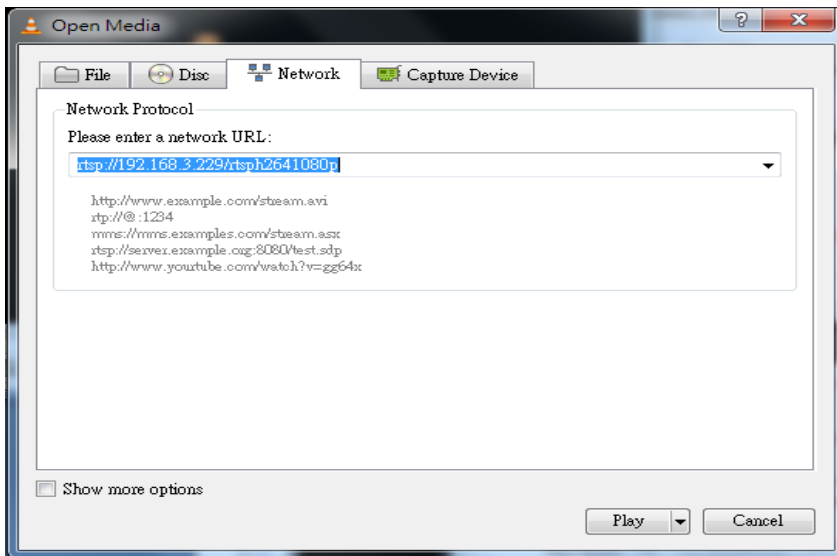 Open Media
File
Disc
Network
Capture Device
Network Protocol
Please enter a network URL:
rtsp://192.168.3.229/rtsph2641080p
http://www.example.com/stream.avi
rtp://@:1234
mms://mms.examples.com/stream.asx
rtsp://server.example.org:8080/test.sdp
http://www.yourtube.com/watch?v=gg64x
Show more options
Play
Cancel